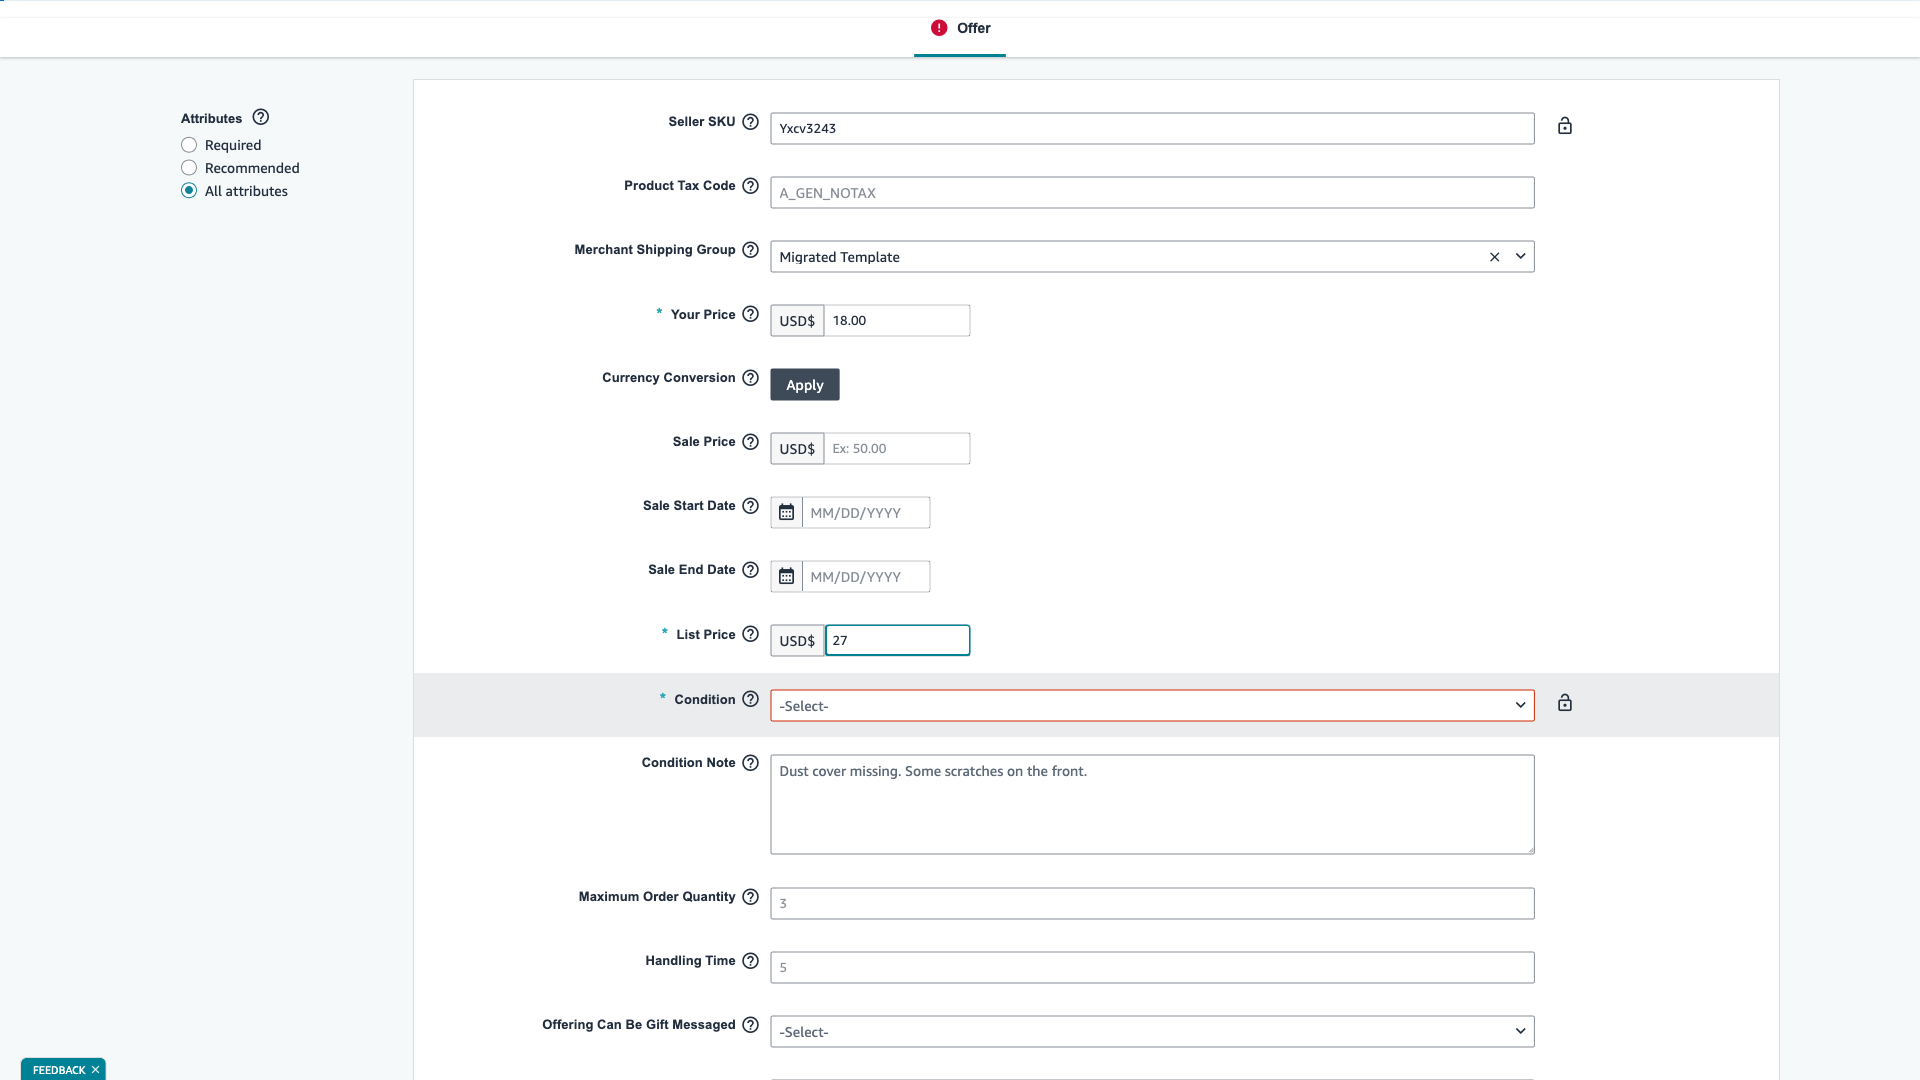 Offer
Attributes
Required
Recommended
All attributes
Seller SKU
Yxcv3243
Product Tax Code
A_GEN_NOTAX
Merchant Shipping Group
Migrated Template
* Your Price
USD$ 18.00
Currency Conversion
Apply
Sale Price
USD$ Ex: 50.00
Sale Start Date
MM/DD/YYYY
Sale End Date
MM/DD/YYYY
* List Price
USD$ 27
* Condition
-Select-
Condition Note
Dust cover missing. Some scratches on the front.
Maximum Order Quantity
3
Handling Time
5
Offering Can Be Gift Messaged
-Select-
FEEDBACK